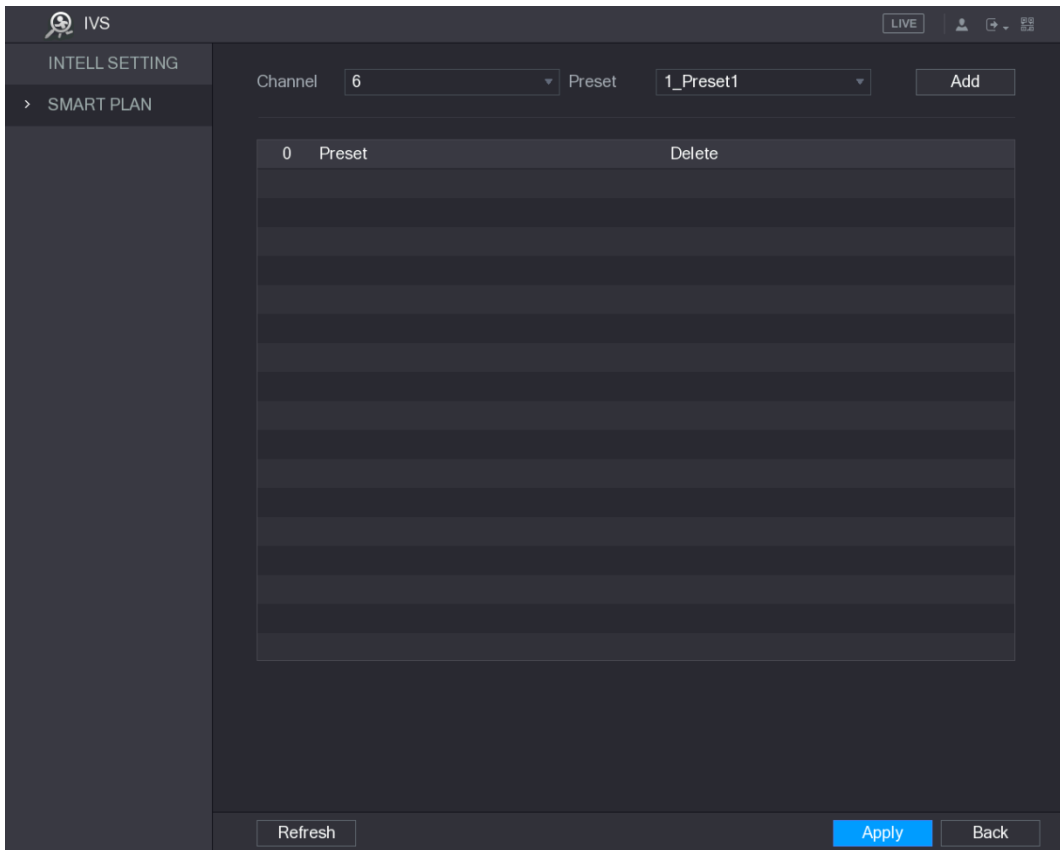 IVS LIVE
INTELL SETTING
SMART PLAN
Channel 6 Preset 1_Preset1 Add
0 Preset Delete
Refresh Apply Back